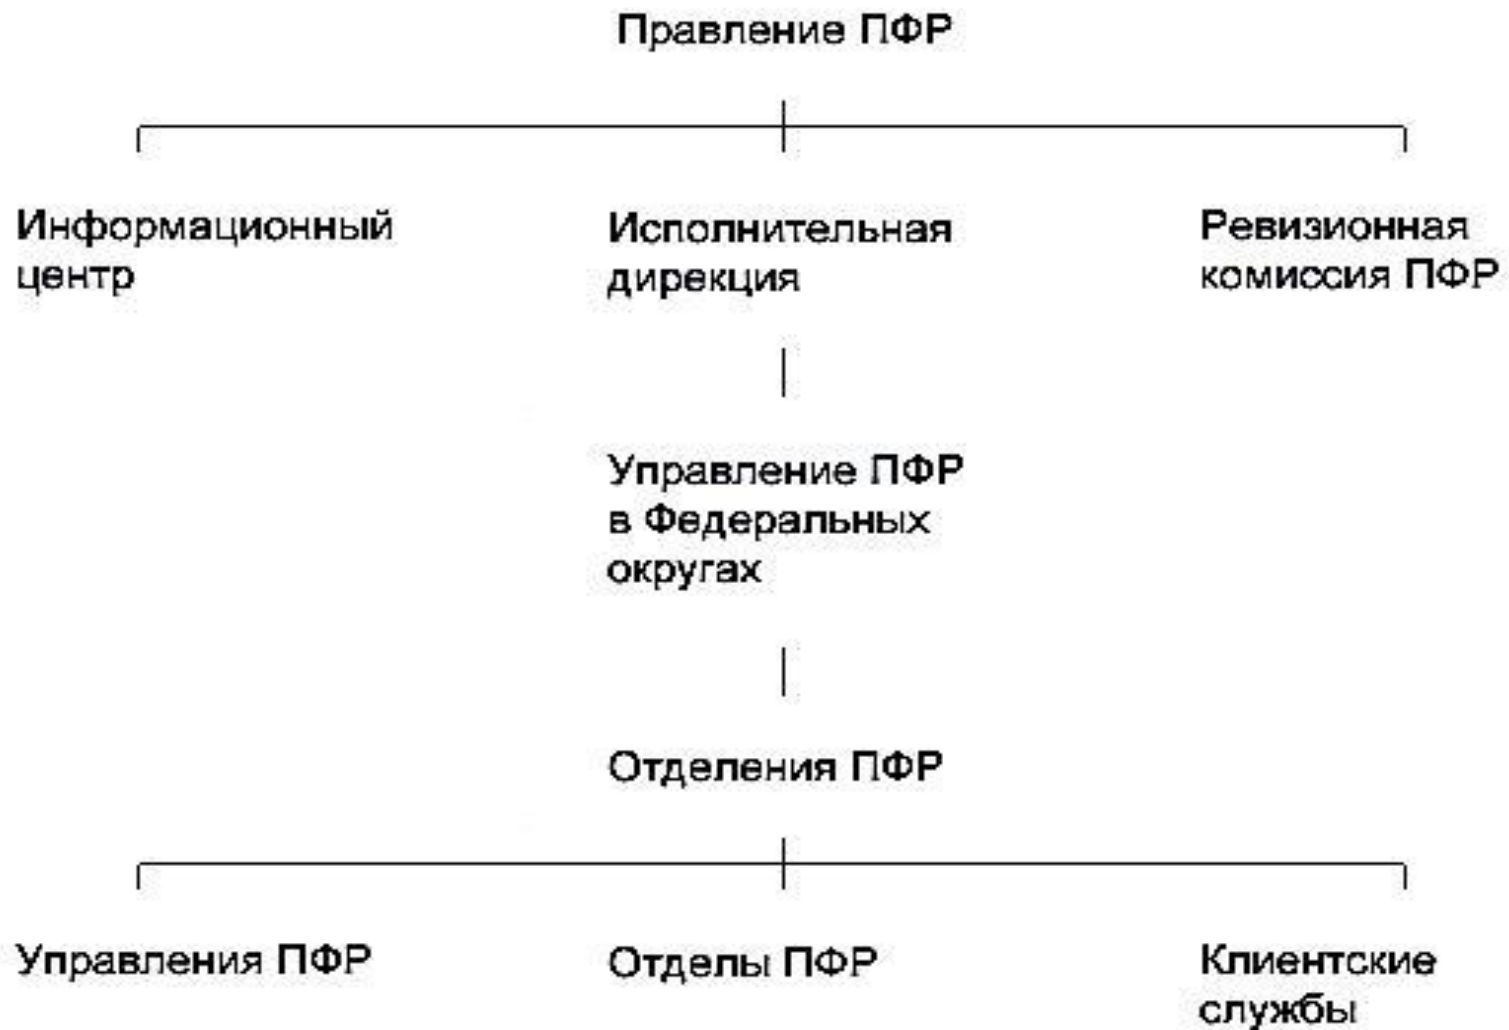 Правление ПФР
Информационный
центр
Исполнительная
дирекция
Ревизионная
комиссия ПФР
Управление ПФР
в Федеральных
округах
Отделения ПФР
Управления ПФР
Отделы ПФР
Клиентские
службы